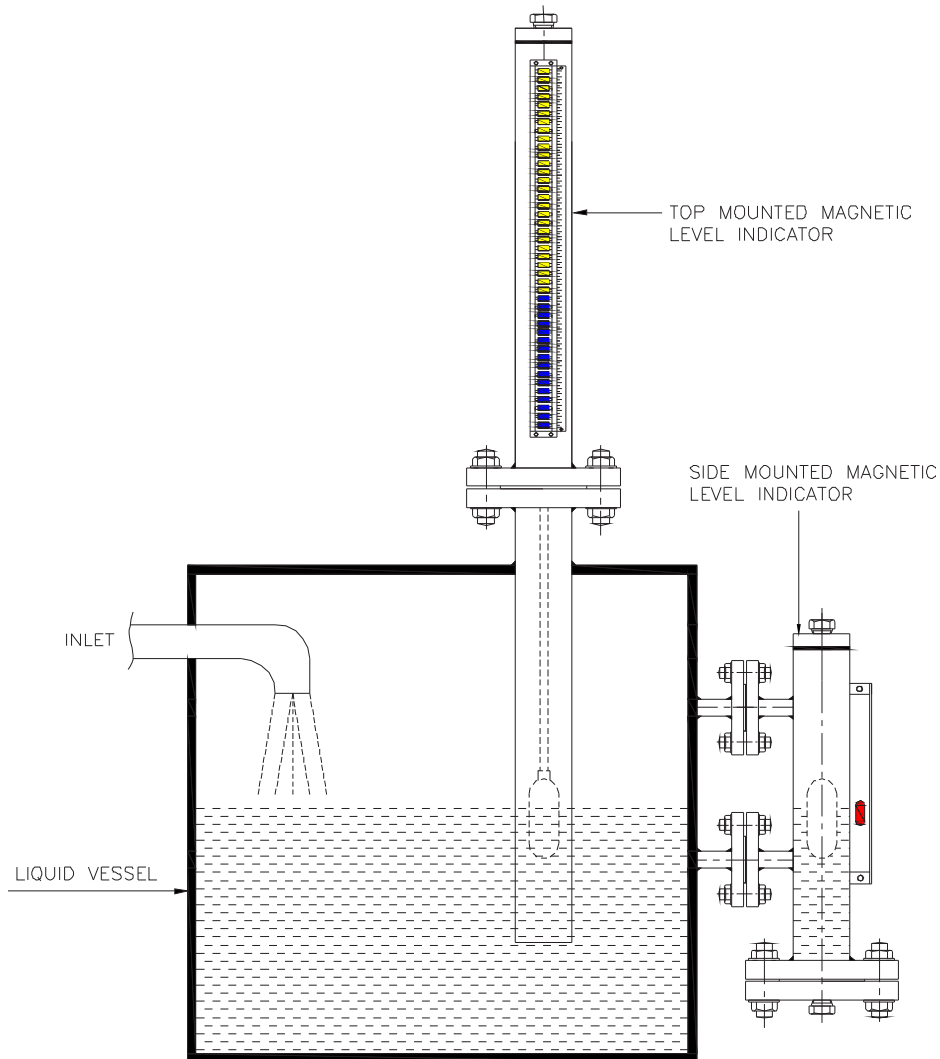 TOP MOUNTED MAGNETIC
LEVEL INDICATOR
SIDE MOUNTED MAGNETIC
LEVEL INDICATOR
INLET
LIQUID VESSEL